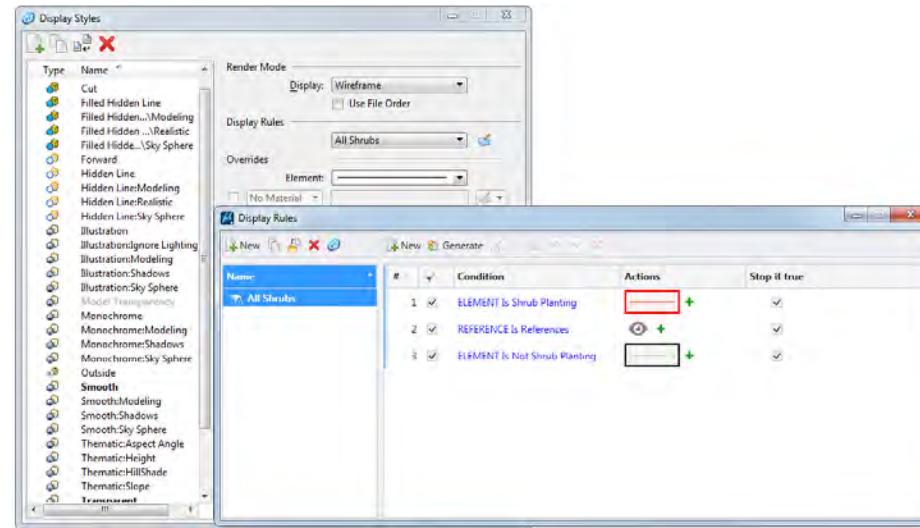 Display Styles
Type Name
Cut
Filled Hidden Line
Filled Hidden...\Modeling
Filled Hidden ...\Realistic
Filled Hidde...\Sky Sphere
Forward
Hidden Line
Hidden Line:Modeling
Hidden Line:Realistic
Hidden Line:Sky Sphere
Illustration
Illustration:Ignore Lighting
Illustration:Modeling
Illustration:Shadows
Illustration:Sky Sphere
Model Transparency
Monochrome
Monochrome:Modeling
Monochrome:Shadows
Monochrome:Sky Sphere
Outside
Smooth
Smooth:Modeling
Smooth:Shadows
Smooth:Sky Sphere
Thematic:Aspect Angle
Thematic:Height
Thematic:HillShade
Thematic:Slope
Transparent
Render Mode
Display: Wireframe
Use File Order
Display Rules
All Shrubs
Overrides
Element:
No Material
Display Rules
New
New Generate
Name
All Shrubs
# Condition Actions Stop if true
1 ELEMENT Is Shrub Planting
2 REFERENCE Is References
3 ELEMENT Is Not Shrub Planting